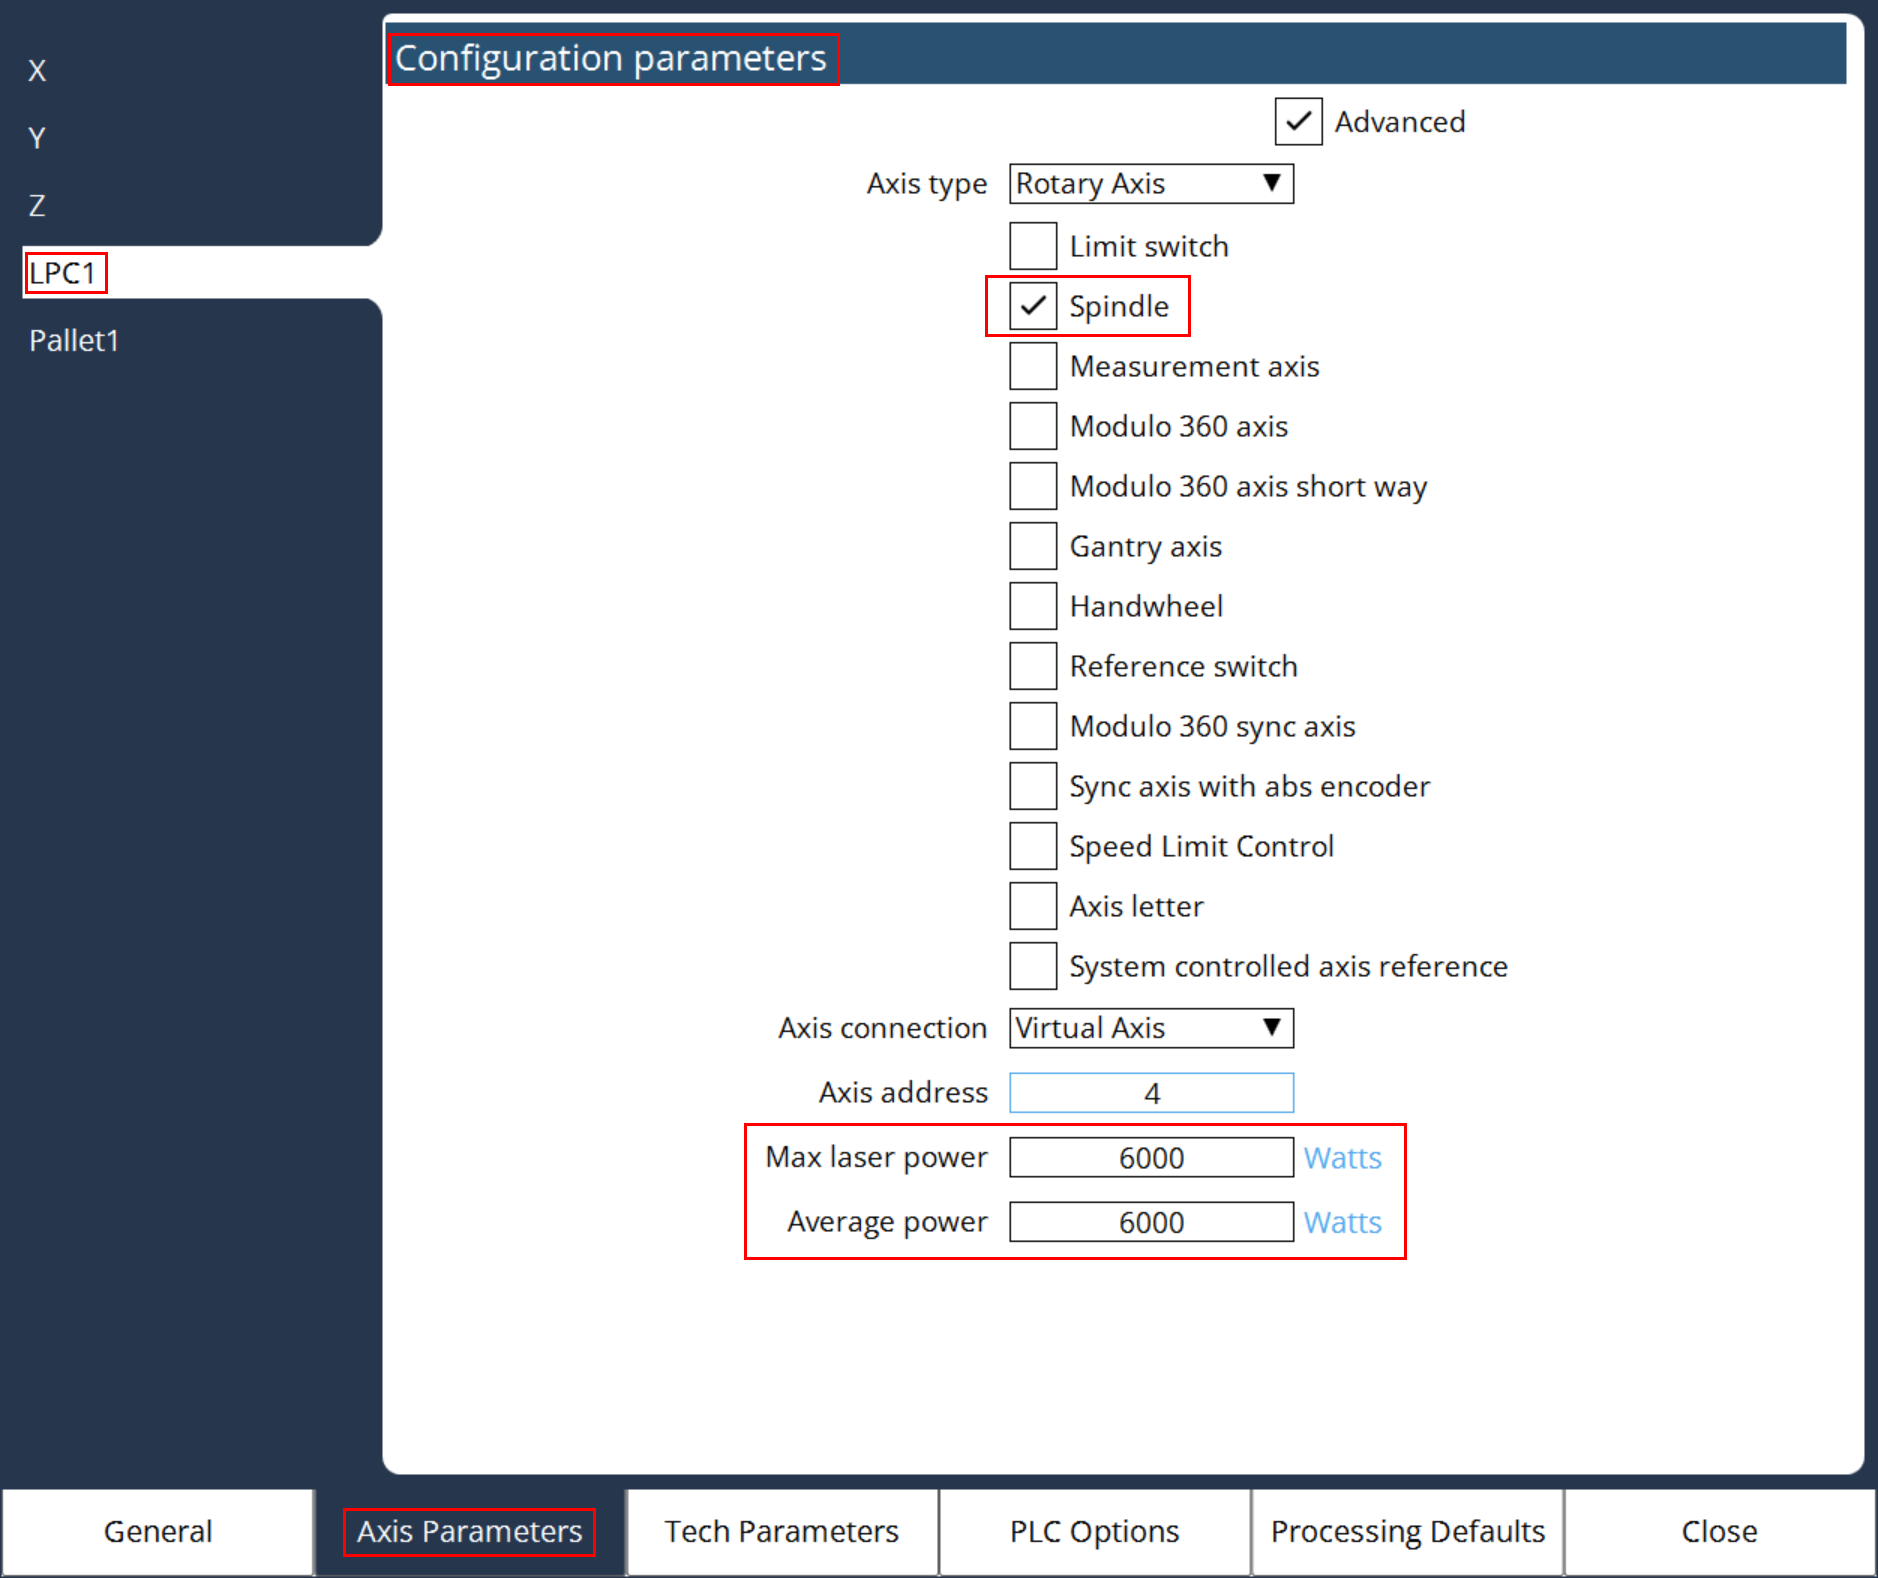 X
Y
Z
LPC1
Pallet1
Configuration parameters
Advanced
Axis type Rotary Axis
Limit switch
Spindle
Measurement axis
Modulo 360 axis
Modulo 360 axis short way
Gantry axis
Handwheel
Reference switch
Modulo 360 sync axis
Sync axis with abs encoder
Speed Limit Control
Axis letter
System controlled axis reference
Axis connection Virtual Axis
Axis address 4
Max laser power 6000 Watts
Average power 6000 Watts
General Axis Parameters Tech Parameters PLC Options Processing Defaults Close